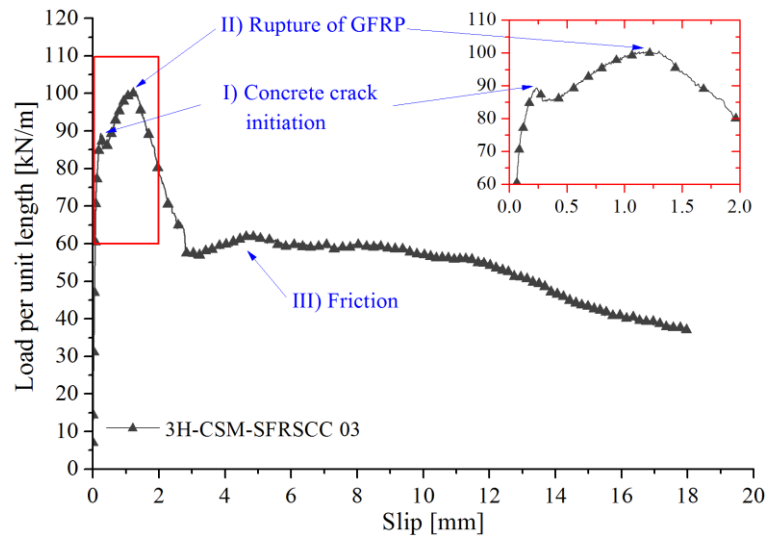 120
110
100
90
80
70
60
50
40
30
20
10
0
Load per unit length [kN/m]
0 2 4 6 8 10 12 14 16 18 20
Slip [mm]
II) Rupture of GFRP
I) Concrete crack
initiation
III) Friction
3H-CSM-SFRSCC 03
110
100
90
80
70
60
0.0 0.5 1.0 1.5 2.0